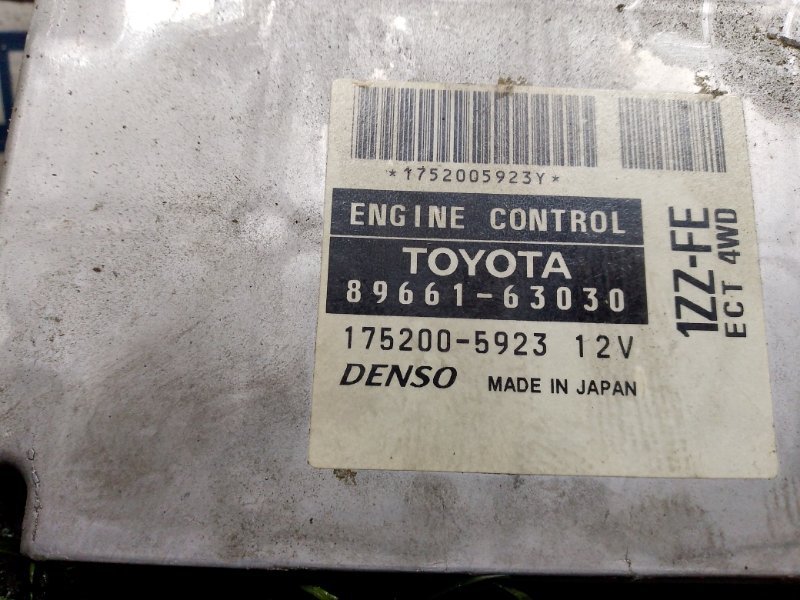 *1752005923Y*
ENGINE CONTROL
TOYOTA
89661-63030
175200-5923 12V
DENSO MADE IN JAPAN
1ZZ-FE
ECT 4WD